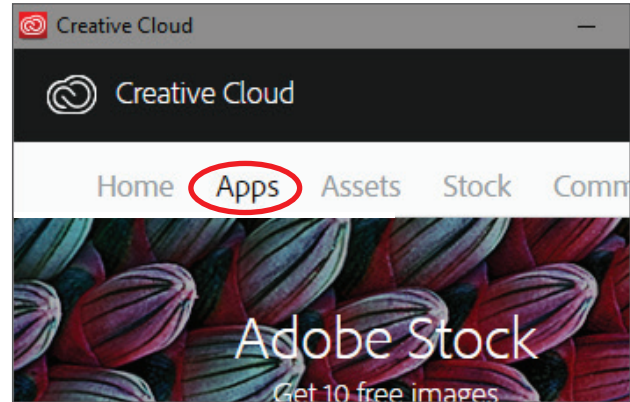 Creative Cloud
Creative Cloud
Home Apps Assets Stock Comm
Adobe Stock
Get 10 free images